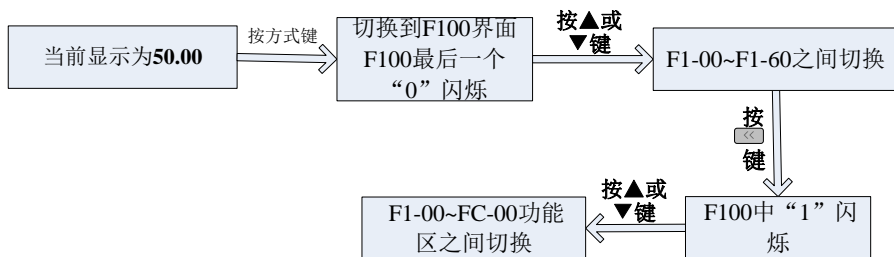 当前显示为50.00
按方式键
切换到F100界面
F100最后一个
“0”闪烁
按▲或
▼键
F1-00~F1-60之间切换
按
<<
键
F100中“1”闪
烁
按▲或
▼键
F1-00~FC-00功能
区之间切换